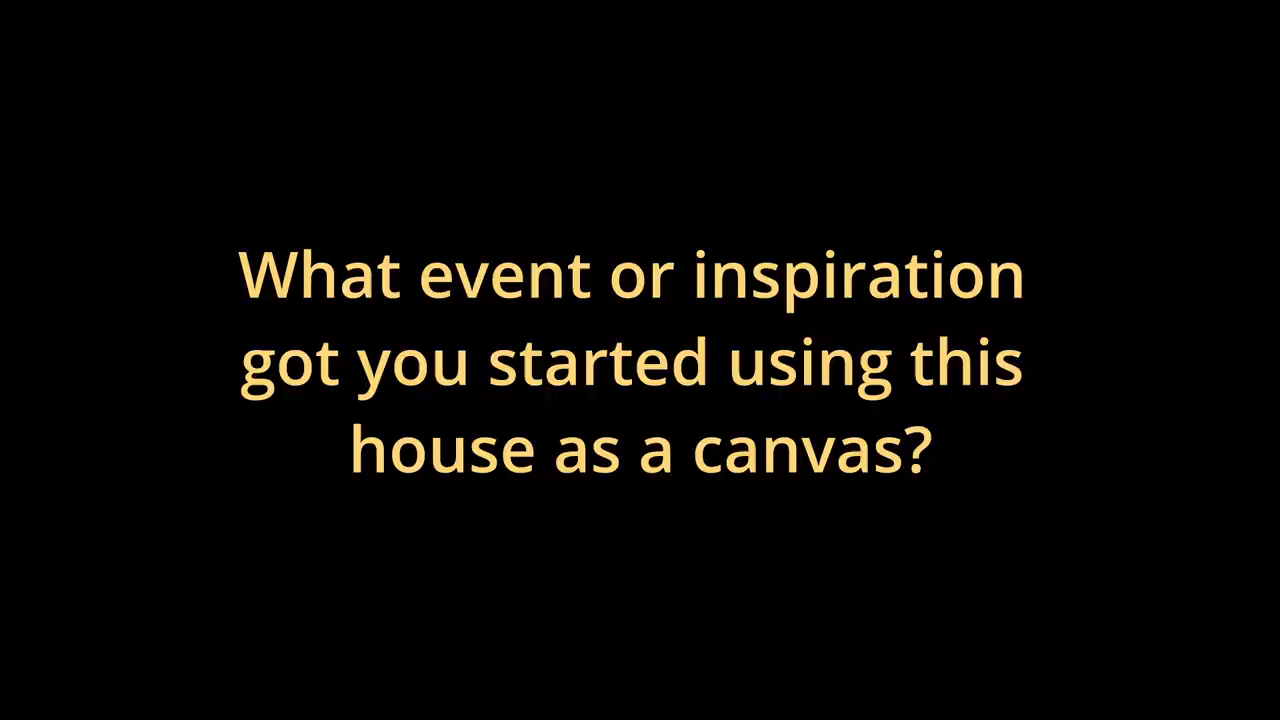 What event or inspiration
got you started using this
house as a canvas?